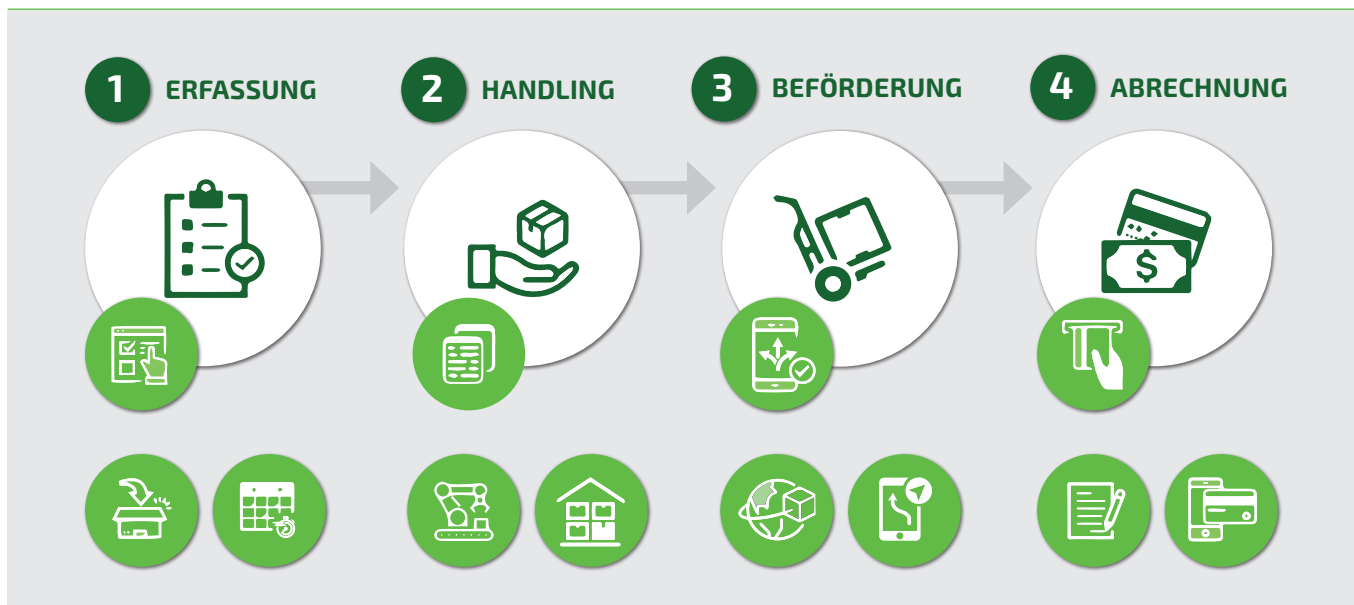 1 ERFASSUNG
2 HANDLING
3 BEFÖRDERUNG
4 ABRECHNUNG
$